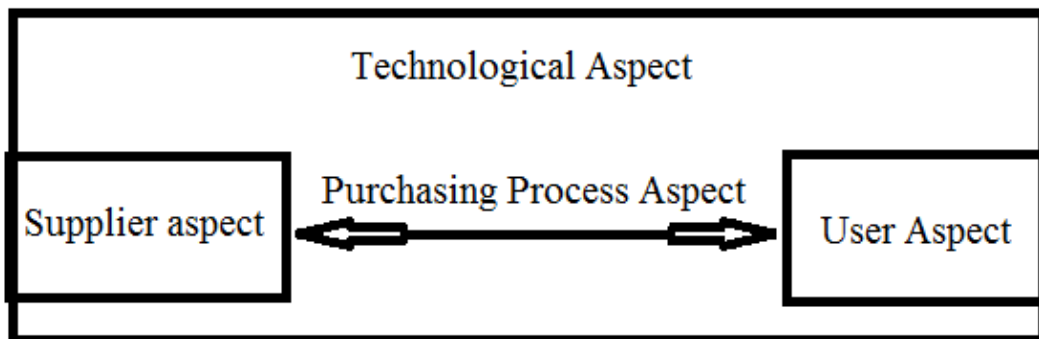 Technological Aspect
Purchasing Process Aspect
Supplier aspect
User Aspect